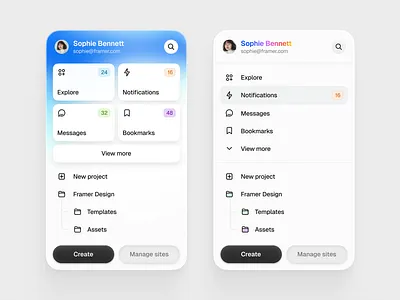 Sophie Bennett
sophie@framer.com
24
16
Explore
Notifications
32
48
Messages
Bookmarks
View more
New project
Framer Design
Templates
Assets
Create
Manage sites
Sophie Bennett
sophie@framer.com
Explore
Notifications
16
Messages
Bookmarks
View more
New project
Framer Design
Templates
Assets
Create
Manage sites